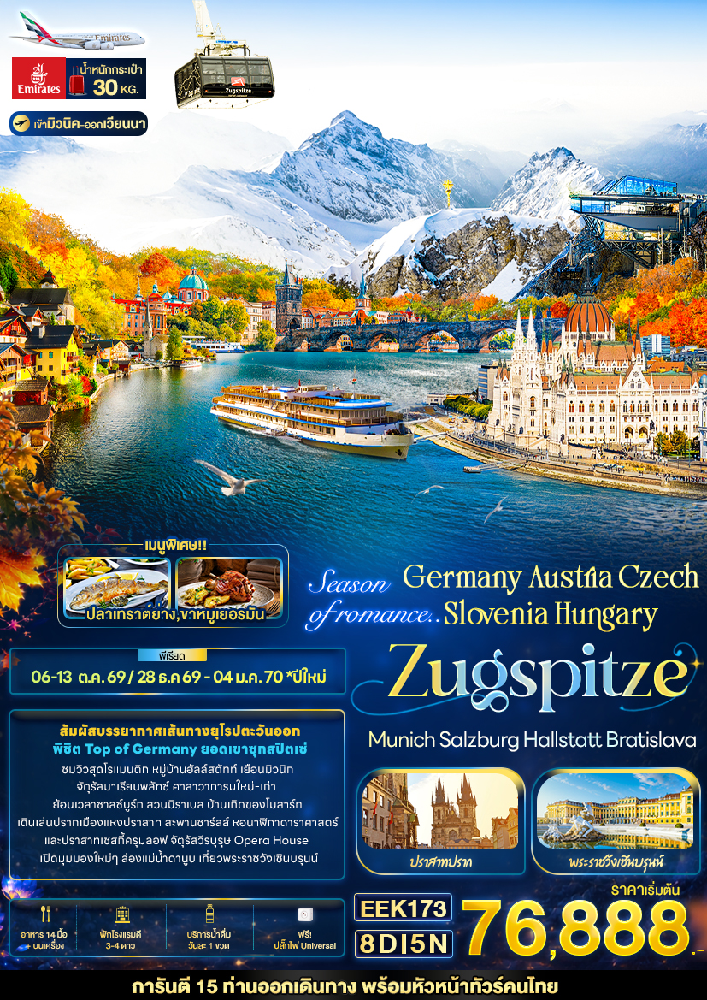 Emirates
Emirates
น้ำหนักกระเป๋า
30 KG.
เข้ามิวนิค-ออกเวียนนา
Zugspitze
เมนูพิเศษ!!
ปลาเทราต์ย่าง,ขาหมูเยอรมัน
Season of romance..
Germany Austria Czech
Slovenia Hungary
Zugspitze
Munich Salzburg Hallstatt Bratislava
พีเรียด
06-13 ต.ค. 69 / 28 ธ.ค 69 - 04 ม.ค. 70 *ปีใหม่
สัมผัสบรรยากาศเส้นทางยุโรปตะวันออก
พิชิต Top of Germany ยอดเขาซุกสปิตเซ่
ชมวิวสุดโรแมนติก หมู่บ้านฮัลล์สตัทท์ เยือนมิวนิก
จัตุรัสมาเรียนพลัทซ์ ศาลาว่าการมใหม่-เก่า
ย้อนเวลาซาลซ์บูร์ก สวนมิราเบล บ้านเกิดของโมสาร์ท
เดินเล่นปรากเมืองแห่งปราสาท สะพานชาร์ลส์ หอนาฬิกาดาราศาสตร์
และปราสาทเชสกี้ครุมลอฟ จัตุรัสวีรบุรุษ Opera House
เปิดมุมมองใหม่ๆ ล่องแม่น้ำดานูบ เที่ยวพระราชวังเชินบรุนน์
ปราสาทปราก
พระราชวังเชินบรุนน์
อาหาร 14 มื้อ
+ บนเครื่อง
พักโรงแรมดี
3-4 ดาว
บริการน้ำดื่ม
วันละ 1 ขวด
ฟรี!
ปลั๊กไฟ Universal
EEK173
8DI5N
ราคาเริ่มต้น
76,888.-
การันตี 15 ท่านออกเดินทาง พร้อมหัวหน้าทัวร์คนไทย